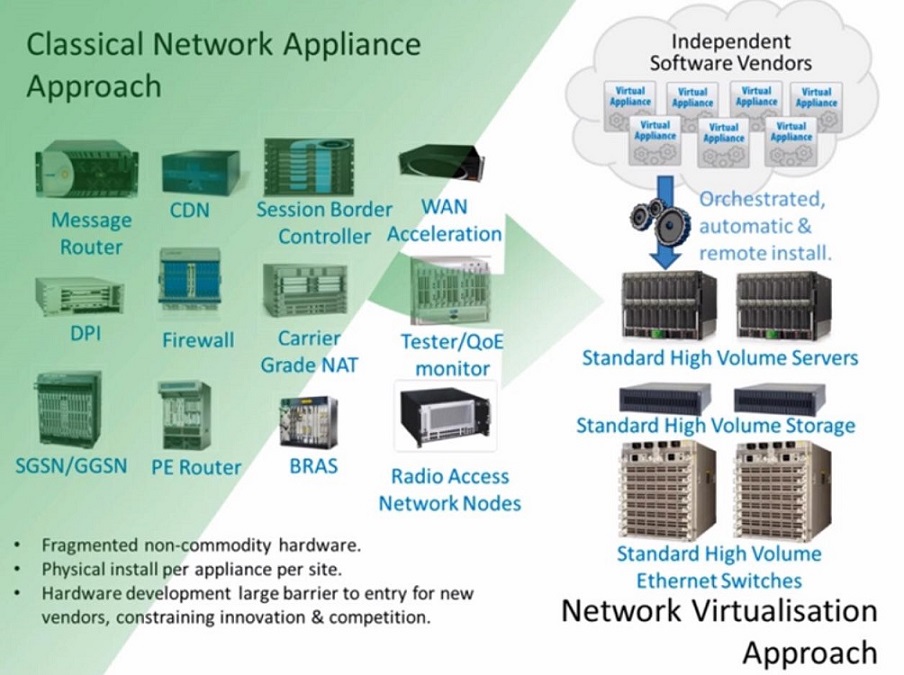 Classical Network Appliance
Approach
Message
Router
CDN
Session Border
Controller
WAN
Acceleration
DPI
Firewall
Carrier
Grade NAT
Tester/QoE
monitor
SGSN/GGSN
PE Router
BRAS
Radio Access
Network Nodes
• Fragmented non-commodity hardware.
• Physical install per appliance per site.
• Hardware development large barrier to entry for new
vendors, constraining innovation & competition.
Independent
Software Vendors
Virtual
Appliance
Virtual
Appliance
Virtual
Appliance
Virtual
Appliance
Virtual
Appliance
Virtual
Appliance
Virtual
Appliance
Orchestrated,
automatic &
remote install.
Standard High Volume Servers
Standard High Volume Storage
Standard High Volume
Ethernet Switches
Network Virtualisation
Approach